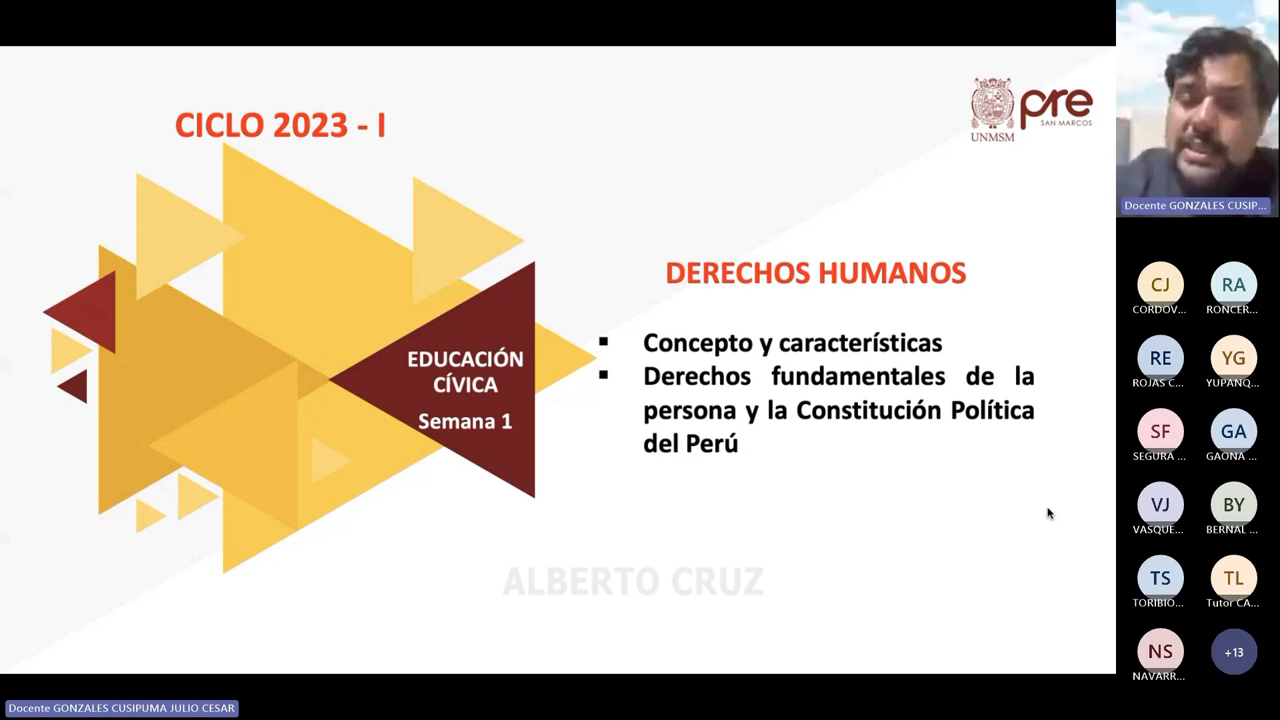 CICLO 2023 - I
UNMSM
pre
SAN MARCOS
EDUCACIÓN
CÍVICA
Semana 1
DERECHOS HUMANOS
▪ Concepto y características
▪ Derechos fundamentales de la
persona y la Constitución Política
del Perú
ALBERTO CRUZ
Docente GONZALES CUSIP...
CJ
CORDOV...
RA
RONCER...
RE
ROJAS C...
YG
YUPANQ...
SF
SEGURA ...
GA
GAONA ...
VJ
VASQUE...
BY
BERNAL ...
TS
TORIBIO...
TL
Tutor CA...
NS
NAVARR...
+13
Docente GONZALES CUSIPUMA JULIO CESAR